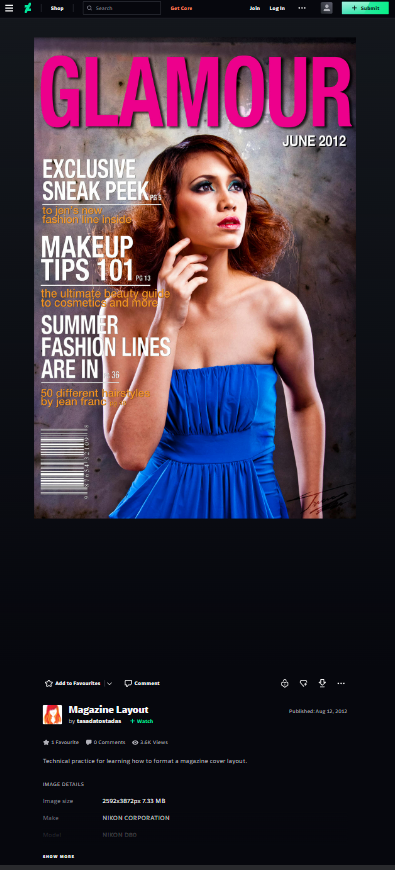 Shop
Search
Get Core
Join
Log In
Submit
GLAMOUR
JUNE 2012
EXCLUSIVE
SNEAK PEEK PG 5
to jen's new
fashion line inside
MAKEUP
TIPS 101 PG 13
the ultimate beauty guide
to cosmetics and more
SUMMER
FASHION LINES
ARE IN 36
50 different hairstyles
by jean
Add to Favourites
Comment
Magazine Layout
by tasadatostadas
Watch
Published: Aug 12, 2012
1 Favourite
0 Comments
3.6K Views
Technical practice for learning how to format a magazine cover layout.
IMAGE DETAILS
Image size
2592x3872px 7.33 MB
Make
NIKON CORPORATION
Model
NIKON D80
SHOW MORE